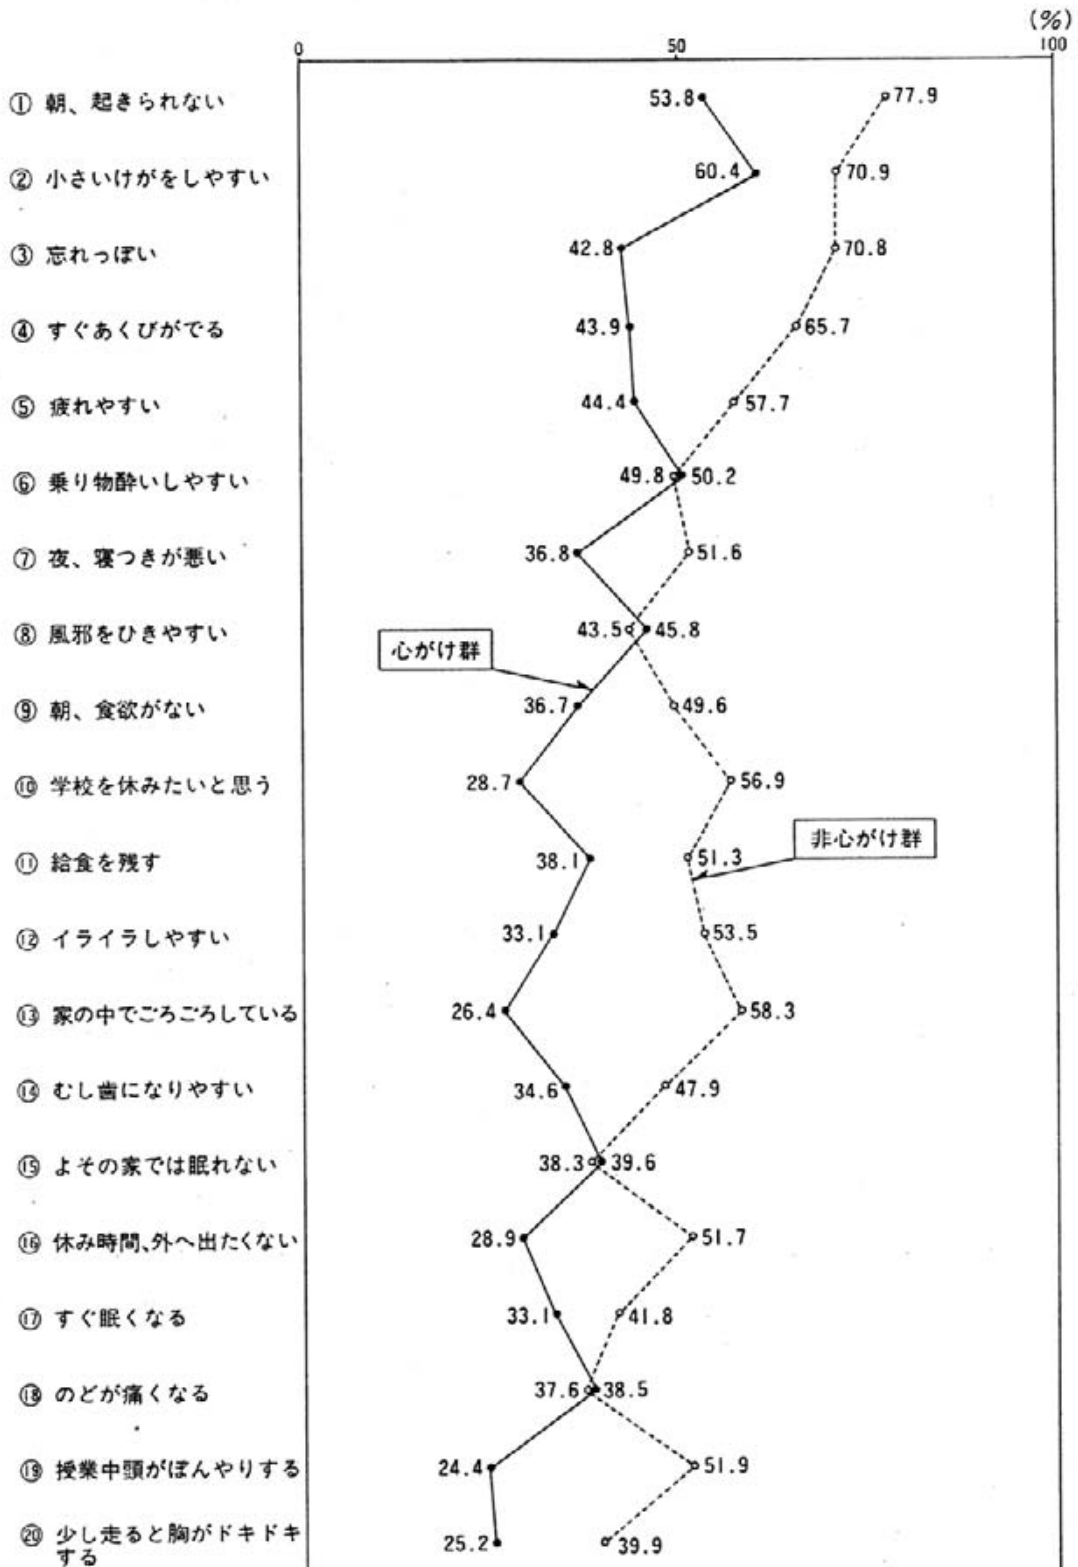 (%)
0 50 100
① 朝、起きられない 53.8 77.9
② 小さいけがをしやすい 60.4 70.9
③ 忘れっぽい 42.8 70.8
④ すぐあくびがでる 43.9 65.7
⑤ 疲れやすい 44.4 57.7
⑥ 乗り物酔いしやすい 49.8 50.2
⑦ 夜、寝つきが悪い 36.8 51.6
⑧ 風邪をひきやすい 43.5 45.8
心がけ群
⑨ 朝、食欲がない 36.7 49.6
⑩ 学校を休みたいと思う 28.7 56.9
非心がけ群
⑪ 給食を残す 38.1 51.3
⑫ イライラしやすい 33.1 53.5
⑬ 家の中でごろごろしている 26.4 58.3
⑭ むし歯になりやすい 34.6 47.9
⑮ よその家では眠れない 38.3 39.6
⑯ 休み時間、外へ出たくない 28.9 51.7
⑰ すぐ眠くなる 33.1 41.8
⑱ のどが痛くなる 37.6 38.5
⑲ 授業中頭がぼんやりする 24.4 51.9
⑳ 少し走ると胸がドキドキ 25.2 39.9
する